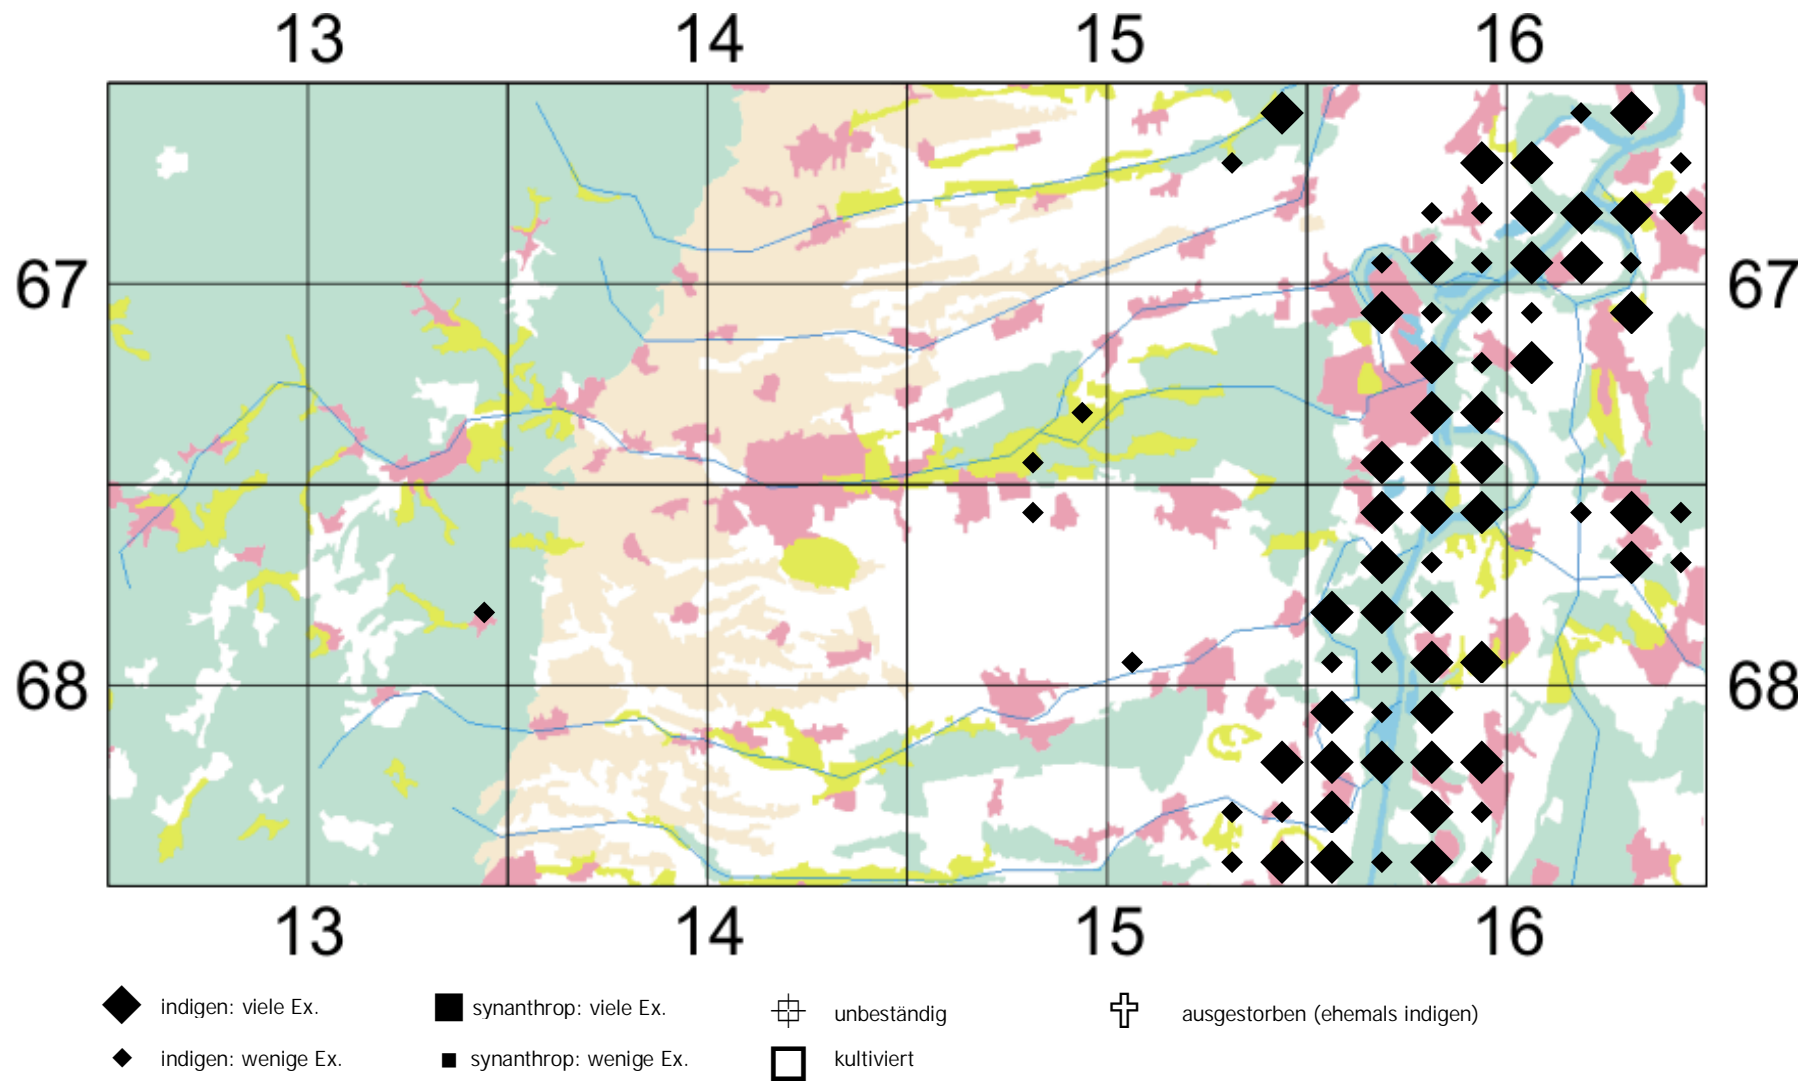 13 14 15 16
67 67
68 68
13 14 15 16
indigen: viele Ex. synanthrop: viele Ex. unbeständig ausgestorben (ehemals indigen)
indigen: wenige Ex. synanthrop: wenige Ex. kultiviert